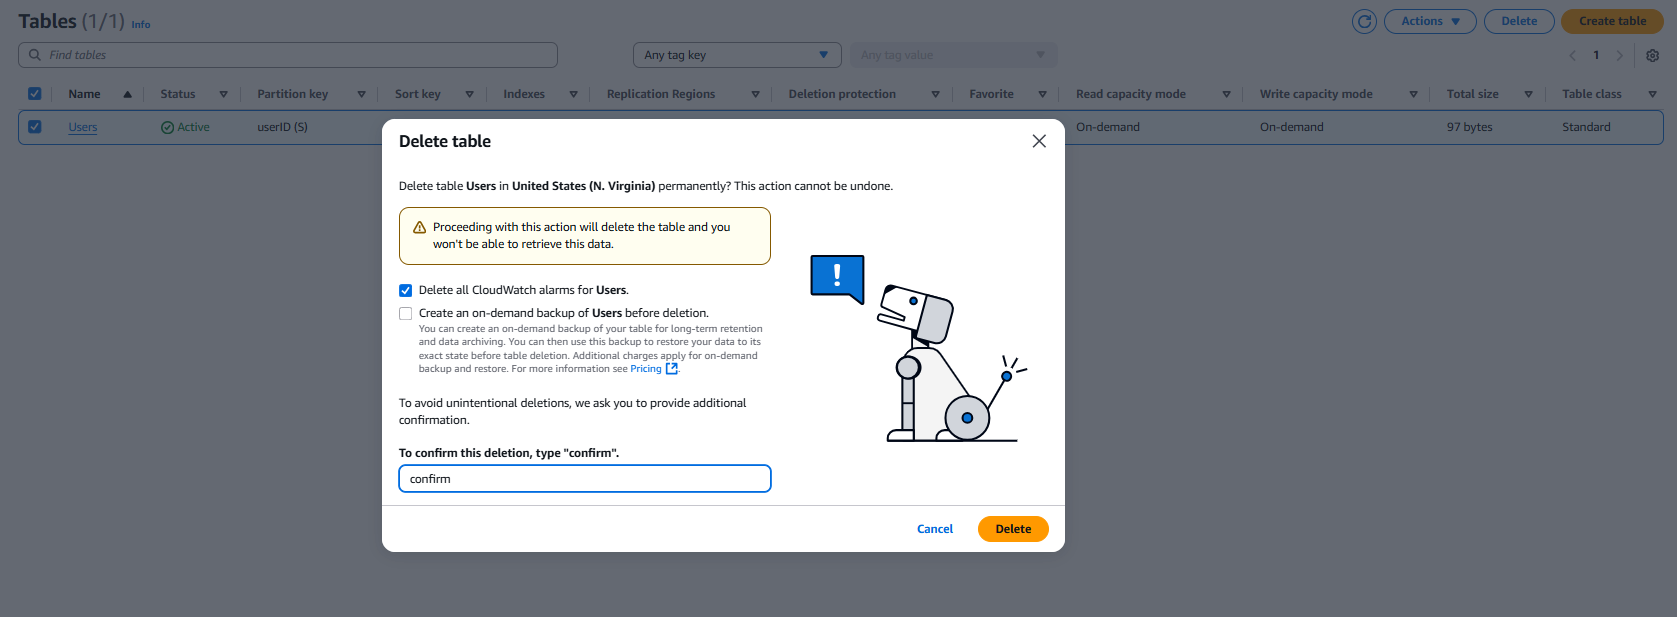 Tables (1/1) Info
Actions
Delete
Create table
Find tables
Any tag key
Any tag value
1
Name Status Partition key Sort key Indexes Replication Regions Deletion protection Favorite Read capacity mode Write capacity mode Total size Table class
Users Active userID (S) On-demand On-demand 97 bytes Standard
Delete table
Delete table Users in United States (N. Virginia) permanently? This action cannot be undone.
Proceeding with this action will delete the table and you
won't be able to retrieve this data.
!
Delete all CloudWatch alarms for Users.
Create an on-demand backup of Users before deletion.
You can create an on-demand backup of your table for long-term retention
and data archiving. You can then use this backup to restore your data to its
exact state before table deletion. Additional charges apply for on-demand
backup and restore. For more information see Pricing.
To avoid unintentional deletions, we ask you to provide additional
confirmation.
To confirm this deletion, type "confirm".
confirm
Cancel
Delete